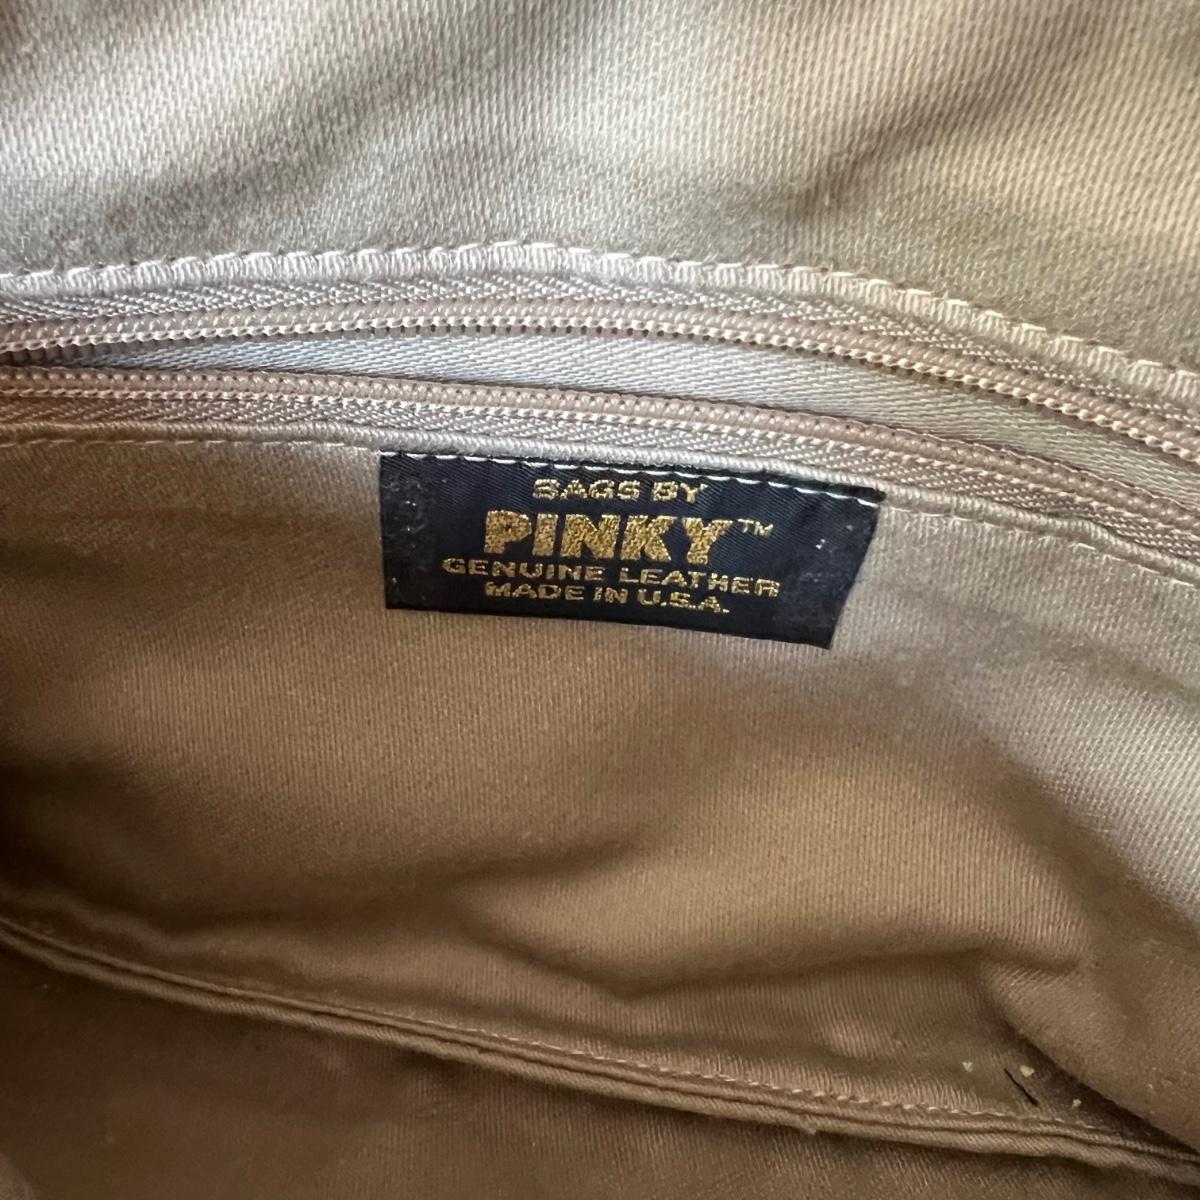 BAGS BY
PINKY™
GENUINE LEATHER
MADE IN U.S.A.